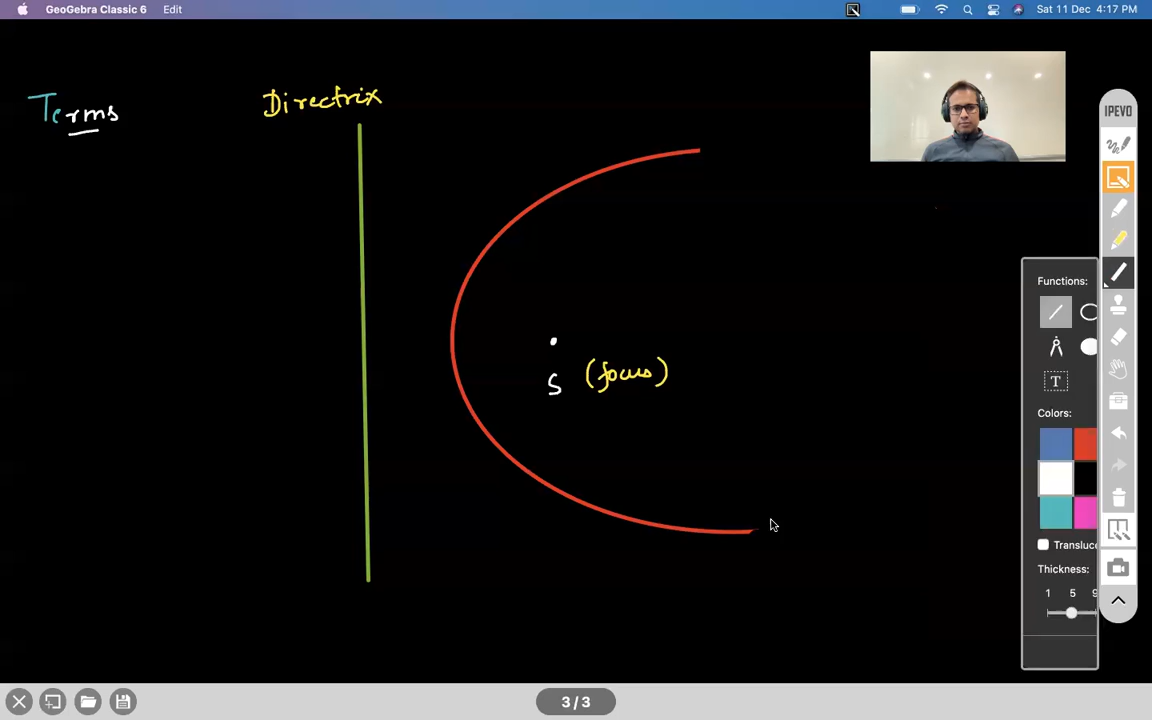 GeoGebra Classic 6 Edit Sat 11 Dec 4:17 PM
Terms
Directrix
S (focus)
IPEVO
Functions:
T
Colors:
Transluc
Thickness:
1 5 9
3 / 3